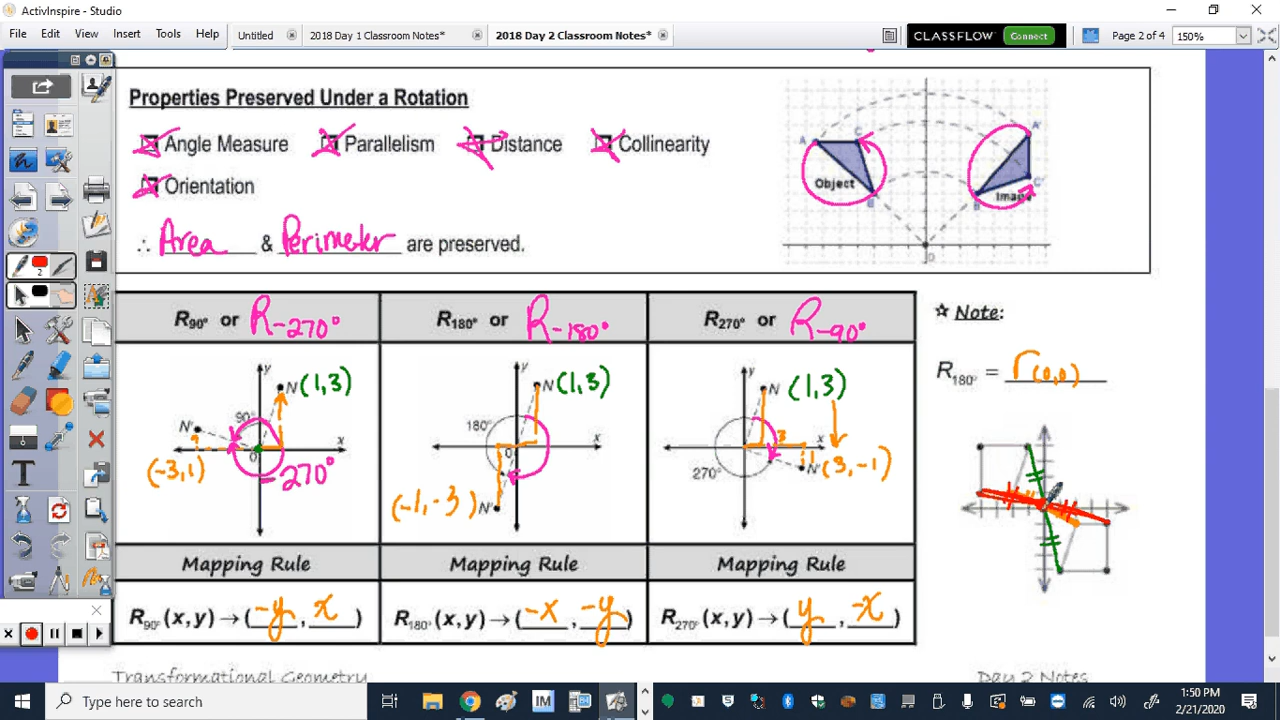 ActivInspire - Studio
File Edit View Insert Tools Help Untitled 2018 Day 1 Classroom Notes* 2018 Day 2 Classroom Notes* CLASSFLOW Connect Page 2 of 4 150%
Properties Preserved Under a Rotation
Angle Measure Parallelism Distance Collinearity
Orientation
∴ Area & Perimeter are preserved.
A C B Object A' C' B' Image O
R90° or R-270° R180° or R-180° R270° or R-90°
☆ Note:
R180° = r(0,0)
y N (1,3) 90° N' x 0 (-3,1) 270°
y N (1,3) 180° x 0 (-1,-3) N'
y N (1,3) 3 x 1 N' (3,-1) 270°
Mapping Rule Mapping Rule Mapping Rule
R90°(x,y)→(-y, x) R180°(x,y)→(-x, -y) R270°(x,y)→(y, -x)
Transformational Geometry Day 2 Notes
2
T
Type here to search
1:50 PM
2/21/2020